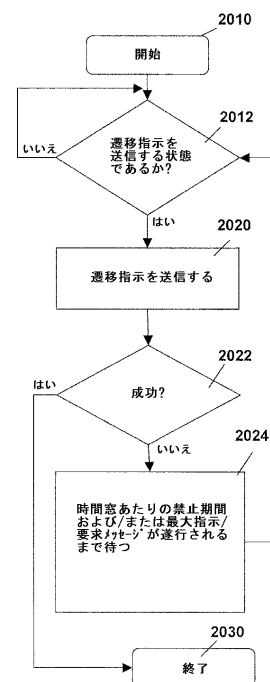 2010
開始
2012
遷移指示を
送信する状態
であるか?
いいえ
はい
2020
遷移指示を送信する
2022
成功?
はい
いいえ
2024
時間窓あたりの禁止期間
および/または最大指示/
要求ﾒｯｾｰｼﾞが遂行される
まで待つ
2030
終了